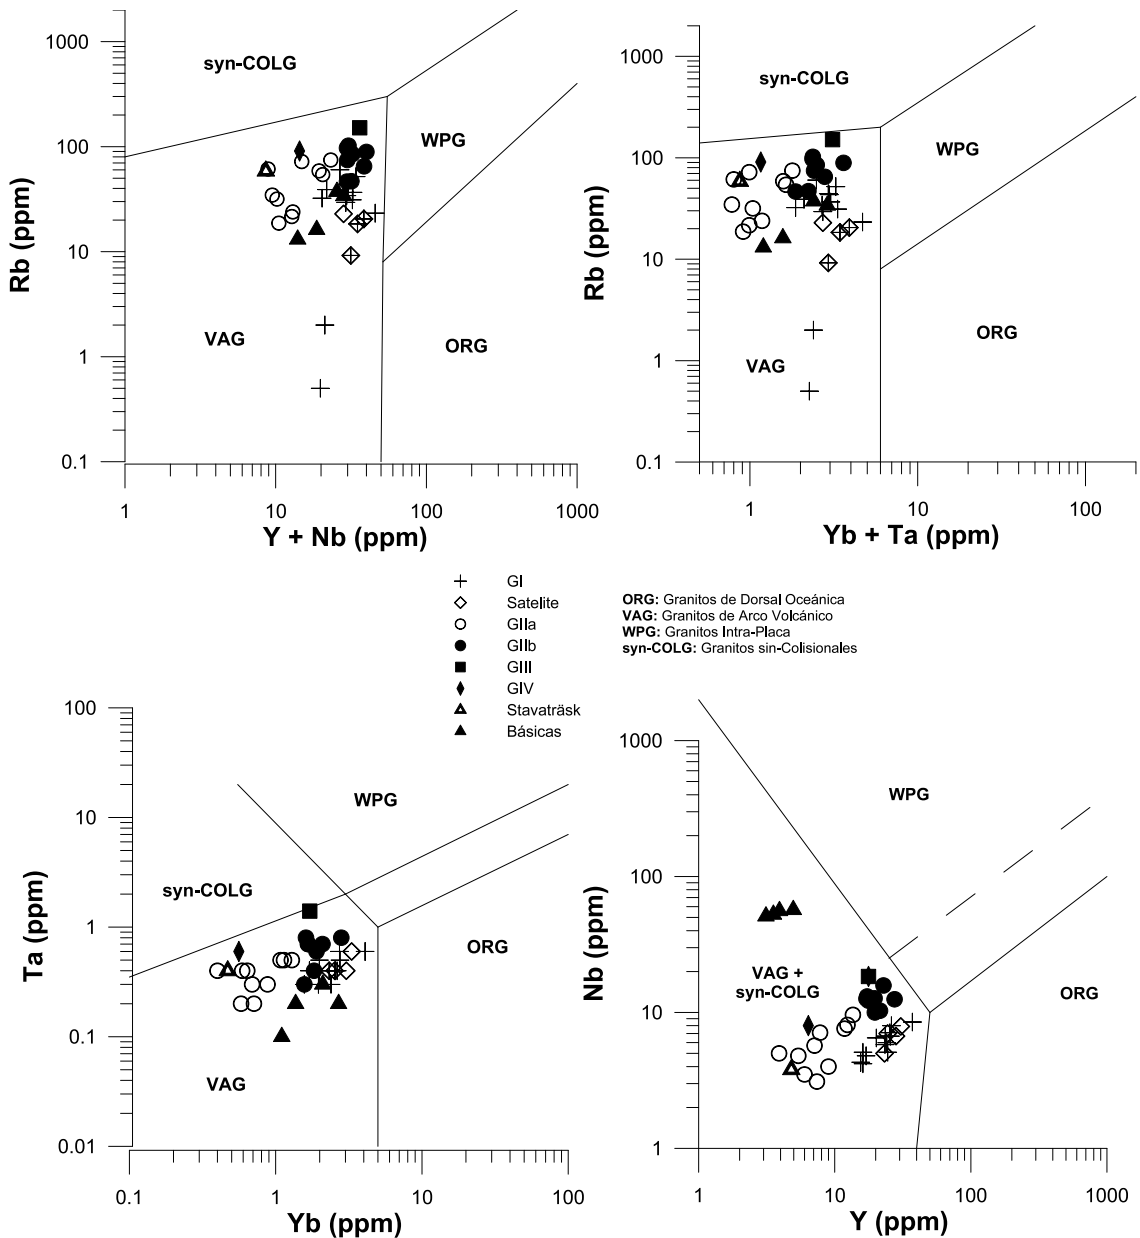 1000
100
10
1
0.1
Rb (ppm)
syn-COLG
WPG
VAG
ORG
1
10
100
1000
Y + Nb (ppm)
1000
100
10
1
0.1
Rb (ppm)
syn-COLG
WPG
VAG
ORG
1
10
100
Yb + Ta (ppm)
GI
Satelite
GIIa
GIIb
GIII
GIV
Stavaträsk
Básicas
ORG: Granitos de Dorsal Oceánica
VAG: Granitos de Arco Volcánico
WPG: Granitos Intra-Placa
syn-COLG: Granitos sin-Colisionales
100
10
1
0.1
0.01
Ta (ppm)
WPG
syn-COLG
ORG
VAG
0.1
1
10
100
Yb (ppm)
1000
100
10
1
Nb (ppm)
WPG
VAG +
syn-COLG
ORG
1
10
100
1000
Y (ppm)